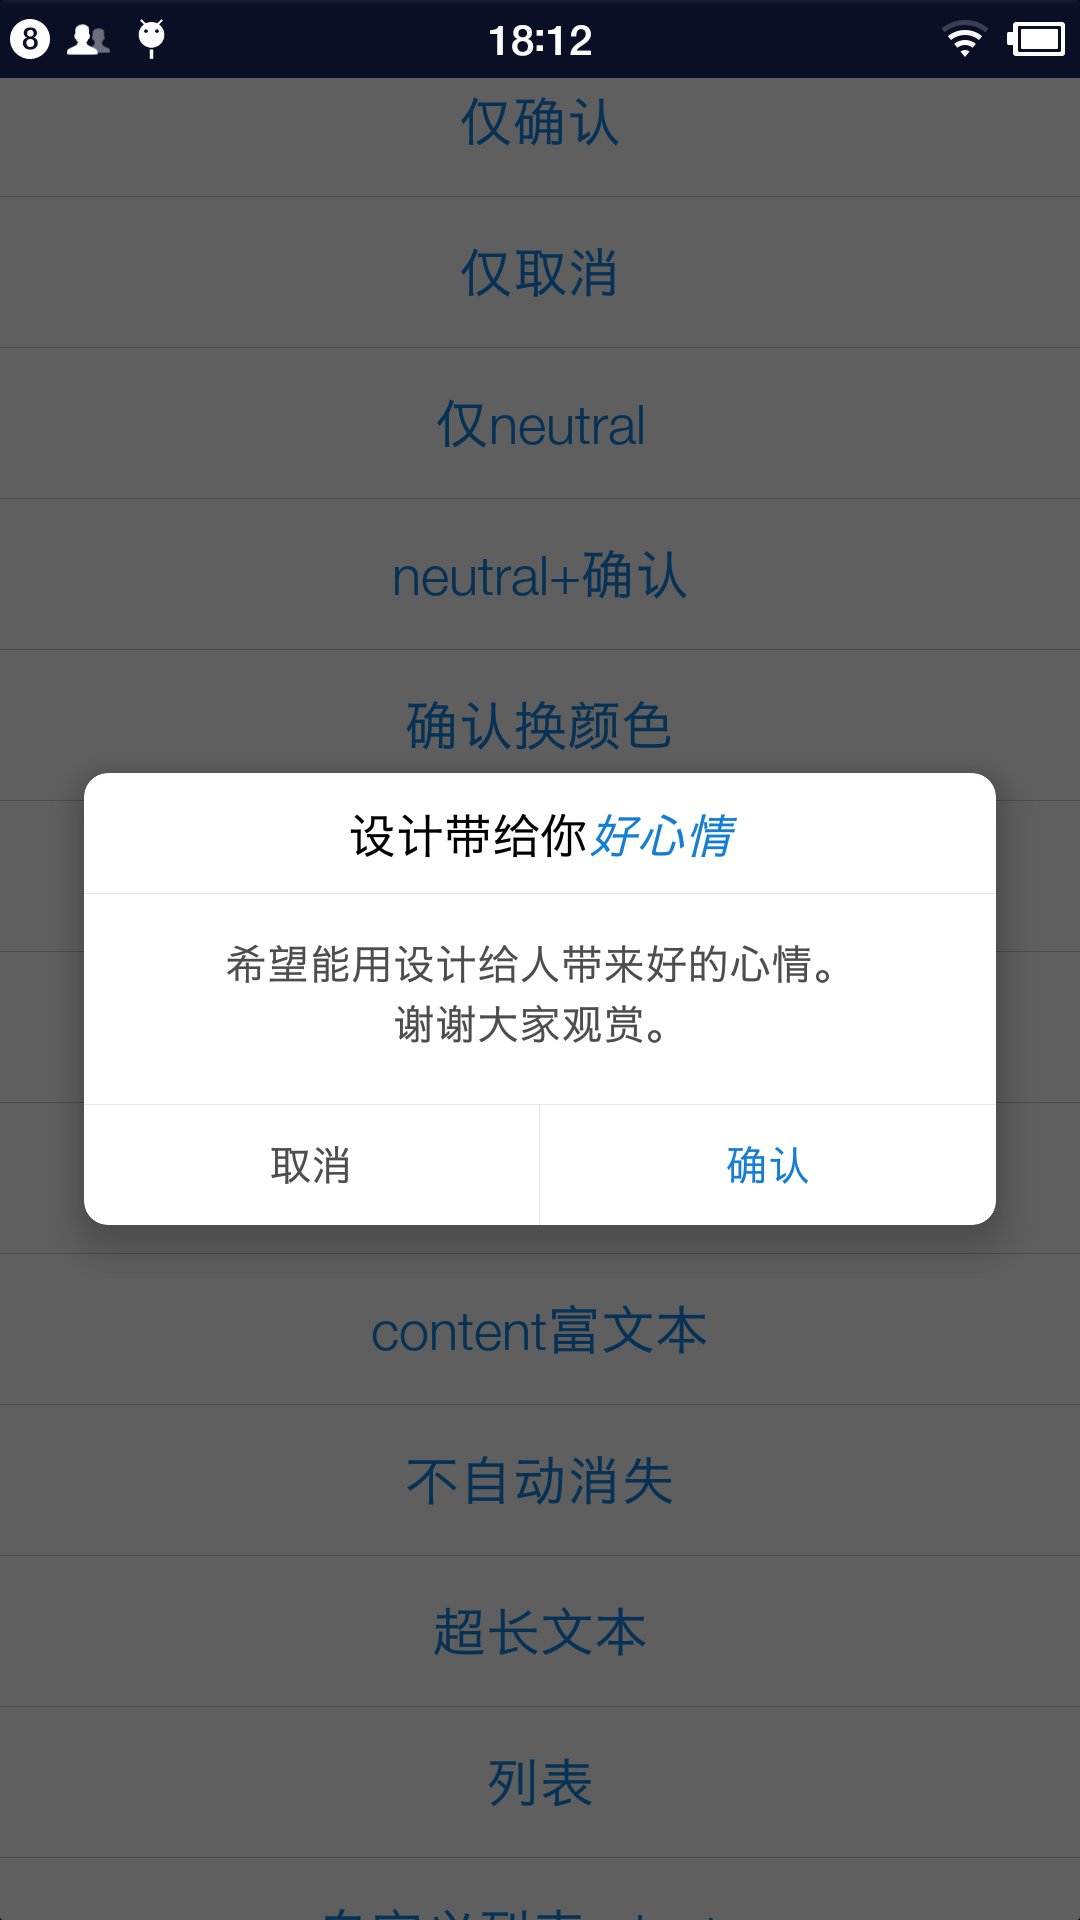 8
18:12
仅确认
仅取消
仅neutral
neutral+确认
确认换颜色
设计带给你好心情
希望能用设计给人带来好的心情。
谢谢大家观赏。
取消
确认
content富文本
不自动消失
超长文本
列表